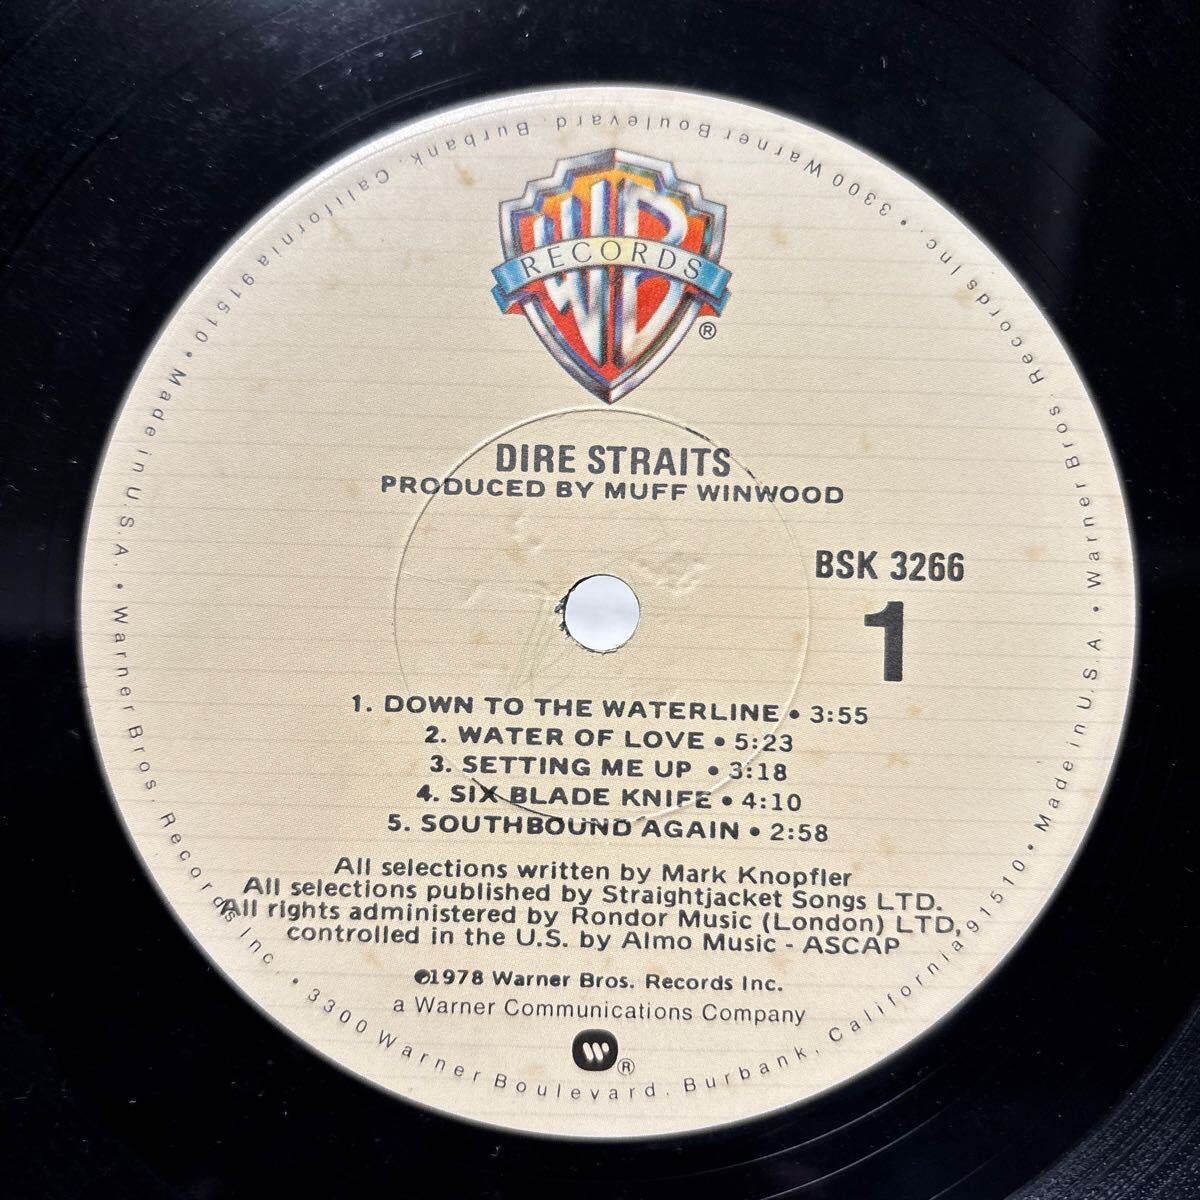 WB
RECORDS
®
DIRE STRAITS
PRODUCED BY MUFF WINWOOD
BSK 3266
1
1. DOWN TO THE WATERLINE • 3:55
2. WATER OF LOVE • 5:23
3. SETTING ME UP • 3:18
4. SIX BLADE KNIFE • 4:10
5. SOUTHBOUND AGAIN • 2:58
All selections written by Mark Knopfler
All selections published by Straightjacket Songs LTD.
All rights administered by Rondor Music (London) LTD,
controlled in the U.S. by Almo Music - ASCAP
℗1978 Warner Bros. Records Inc.
a Warner Communications Company
W®
Warner Bros. Records Inc. • 3300 Warner Boulevard. Burbank, California 91510 • Made in U.S.A. • Warner Bros. Records Inc. • 3300 Warner Boulevard. Burbank, California 91510 • Made in U.S.A. •